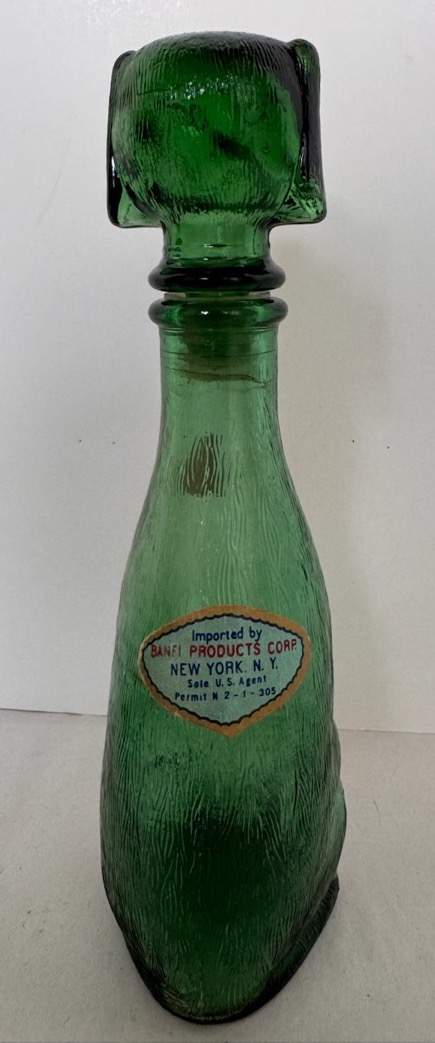 Imported by
BANFI PRODUCTS CORP.
NEW YORK. N. Y.
Sole U. S. Agent
Permit N 2 - 1 - 305